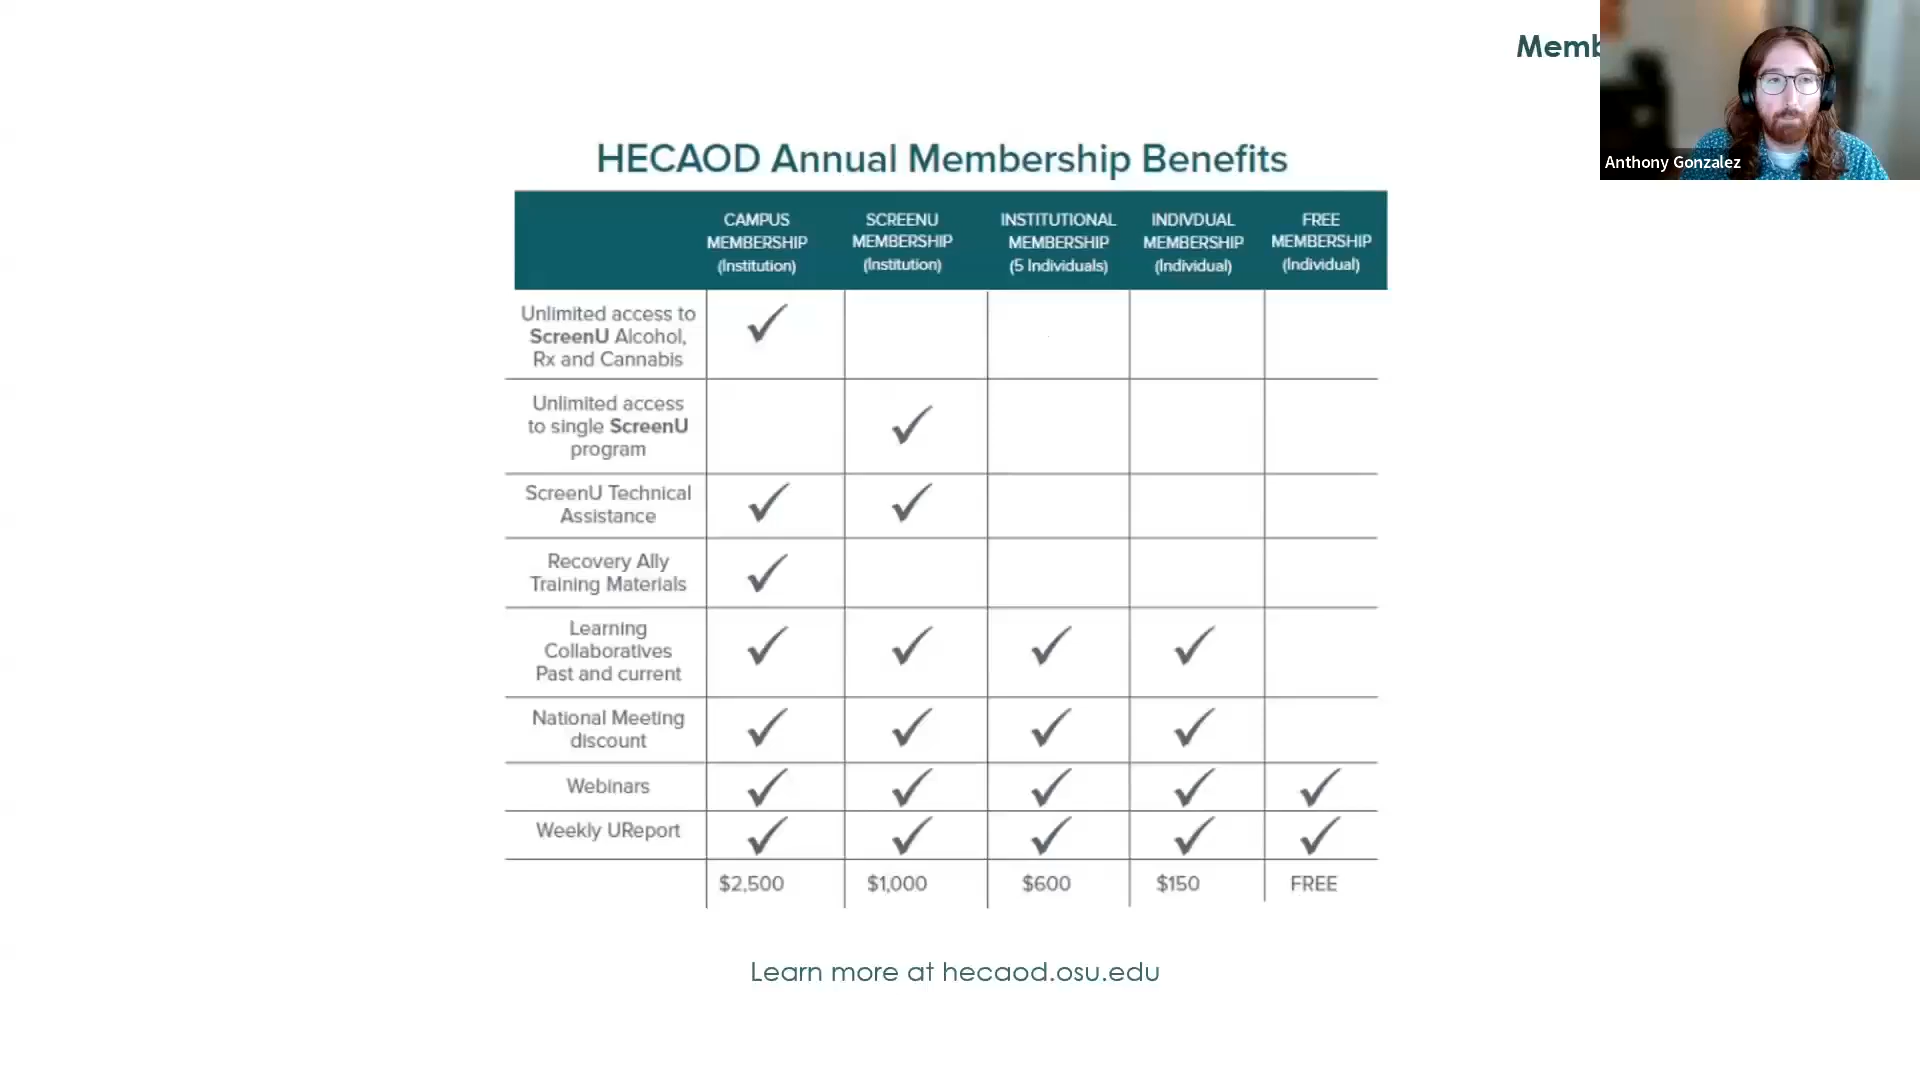 Memb
Anthony Gonzalez
HECAOD Annual Membership Benefits
CAMPUS MEMBERSHIP (Institution)
SCREENU MEMBERSHIP (Institution)
INSTITUTIONAL MEMBERSHIP (5 Individuals)
INDIVDUAL MEMBERSHIP (Individual)
FREE MEMBERSHIP (Individual)
Unlimited access to
ScreenU Alcohol,
Rx and Cannabis
Unlimited access
to single ScreenU
program
ScreenU Technical
Assistance
Recovery Ally
Training Materials
Learning
Collaboratives
Past and current
National Meeting
discount
Webinars
Weekly UReport
$2,500 $1,000 $600 $150 FREE
Learn more at hecaod.osu.edu